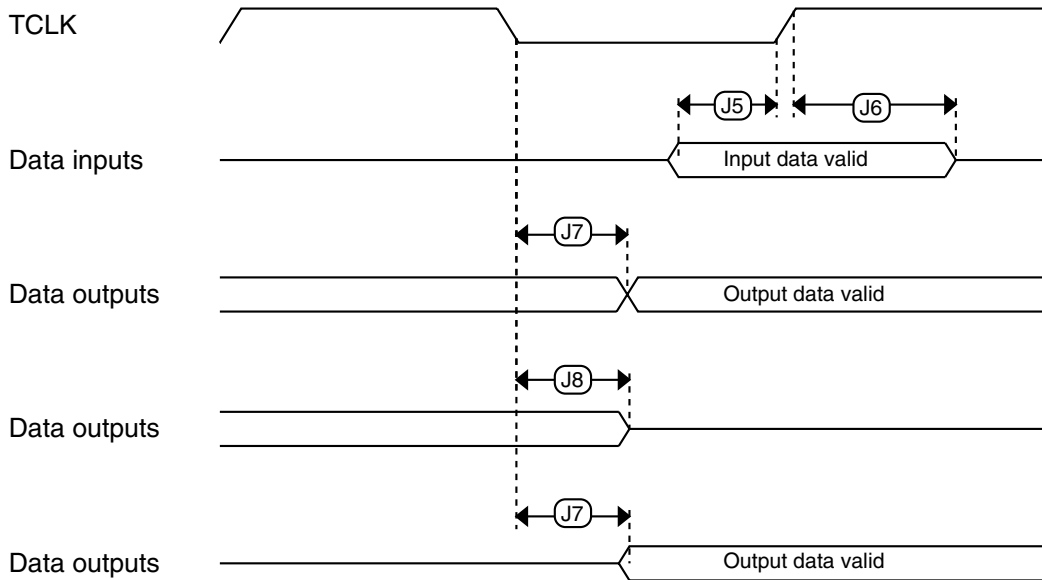 TCLK
J5
J6
Data inputs
Input data valid
J7
Data outputs
Output data valid
J8
Data outputs
J7
Data outputs
Output data valid